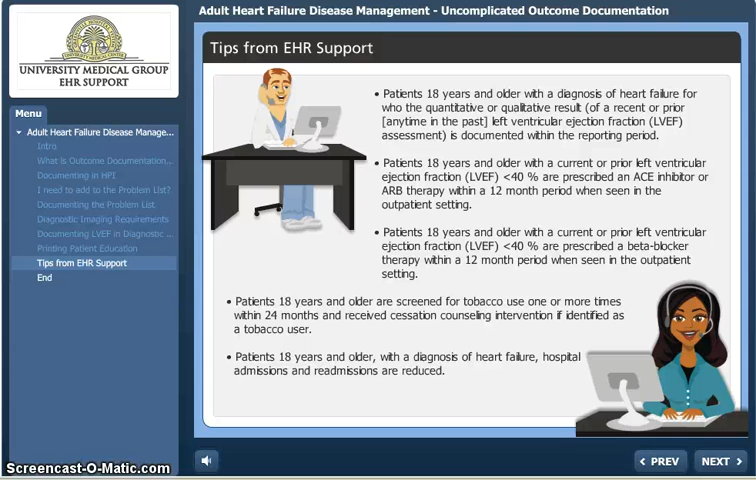 Adult Heart Failure Disease Management - Uncomplicated Outcome Documentation
UNIVERSITY MEDICAL GROUP
EHR SUPPORT
Menu
Adult Heart Failure Disease Manage...
Intro
What is Outcome Documentation...
Documenting in HPI
I need to add to the Problem List?
Documenting the Problem List
Diagnostic Imaging Requirements
Documenting LVEF in Diagnostic ...
Printing Patient Education
Tips from EHR Support
End
Tips from EHR Support
• Patients 18 years and older with a diagnosis of heart failure for
who the quantitative or qualitative result (of a recent or prior
[anytime in the past] left ventricular ejection fraction (LVEF)
assessment) is documented within the reporting period.
• Patients 18 years and older with a current or prior left ventricular
ejection fraction (LVEF) <40 % are prescribed an ACE inhibitor or
ARB therapy within a 12 month period when seen in the
outpatient setting.
• Patients 18 years and older with a current or prior left ventricular
ejection fraction (LVEF) <40 % are prescribed a beta-blocker
therapy within a 12 month period when seen in the outpatient
setting.
• Patients 18 years and older are screened for tobacco use one or more times
within 24 months and received cessation counseling intervention if identified as
a tobacco user.
• Patients 18 years and older, with a diagnosis of heart failure, hospital
admissions and readmissions are reduced.
PREV
NEXT
Screencast-O-Matic.com